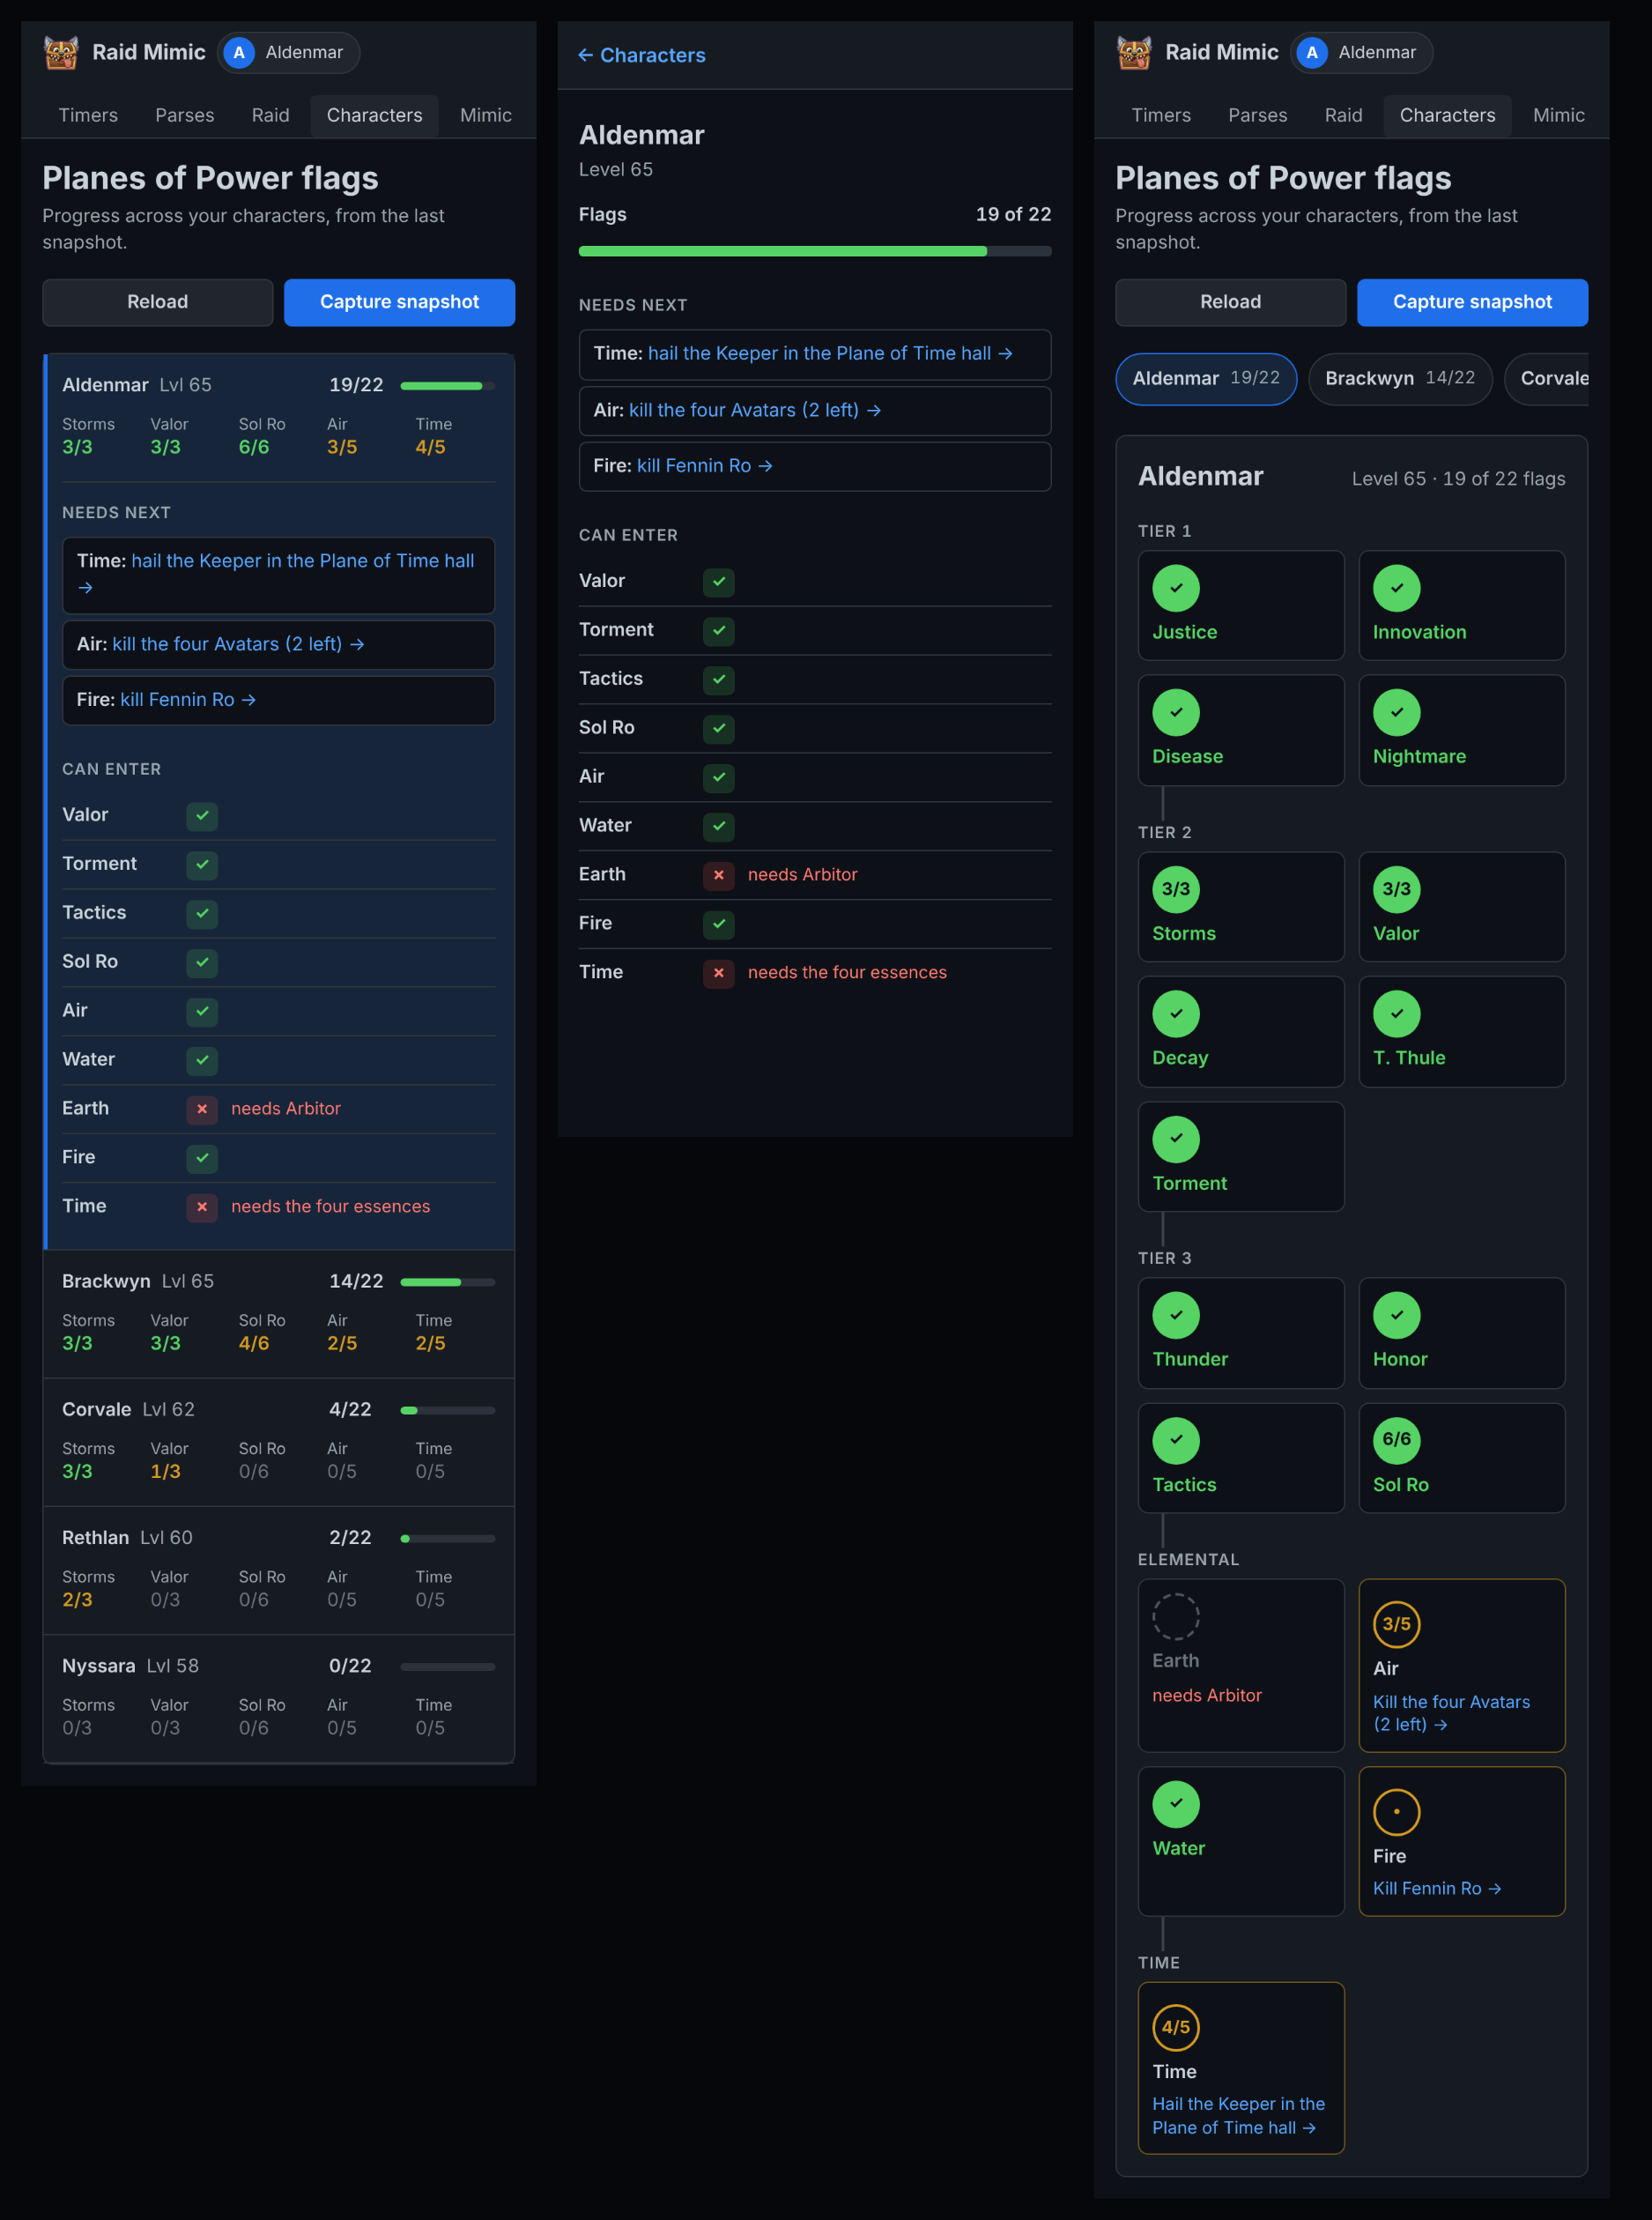 Raid Mimic
A Aldenmar
Timers Parses Raid Characters Mimic
Planes of Power flags
Progress across your characters, from the last
snapshot.
Reload Capture snapshot
Aldenmar Lvl 65 19/22
Storms Valor Sol Ro Air Time
3/3 3/3 6/6 3/5 4/5
NEEDS NEXT
Time: hail the Keeper in the Plane of Time hall
→
Air: kill the four Avatars (2 left) →
Fire: kill Fennin Ro →
CAN ENTER
Valor ✓
Torment ✓
Tactics ✓
Sol Ro ✓
Air ✓
Water ✓
Earth × needs Arbitor
Fire ✓
Time × needs the four essences
Brackwyn Lvl 65 14/22
Storms Valor Sol Ro Air Time
3/3 3/3 4/6 2/5 2/5
Corvale Lvl 62 4/22
Storms Valor Sol Ro Air Time
3/3 1/3 0/6 0/5 0/5
Rethlan Lvl 60 2/22
Storms Valor Sol Ro Air Time
2/3 0/3 0/6 0/5 0/5
Nyssara Lvl 58 0/22
Storms Valor Sol Ro Air Time
0/3 0/3 0/6 0/5 0/5
← Characters
Aldenmar
Level 65
Flags 19 of 22
NEEDS NEXT
Time: hail the Keeper in the Plane of Time hall →
Air: kill the four Avatars (2 left) →
Fire: kill Fennin Ro →
CAN ENTER
Valor ✓
Torment ✓
Tactics ✓
Sol Ro ✓
Air ✓
Water ✓
Earth × needs Arbitor
Fire ✓
Time × needs the four essences
Raid Mimic
A Aldenmar
Timers Parses Raid Characters Mimic
Planes of Power flags
Progress across your characters, from the last
snapshot.
Reload Capture snapshot
Aldenmar 19/22 Brackwyn 14/22 Corvale
Aldenmar Level 65 · 19 of 22 flags
TIER 1
✓ ✓
Justice Innovation
✓ ✓
Disease Nightmare
TIER 2
3/3 3/3
Storms Valor
✓ ✓
Decay T. Thule
✓
Torment
TIER 3
✓ ✓
Thunder Honor
✓ 6/6
Tactics Sol Ro
ELEMENTAL
3/5
Earth Air
needs Arbitor Kill the four Avatars
(2 left) →
✓ •
Water Fire
Kill Fennin Ro →
TIME
4/5
Time
Hail the Keeper in the
Plane of Time hall →